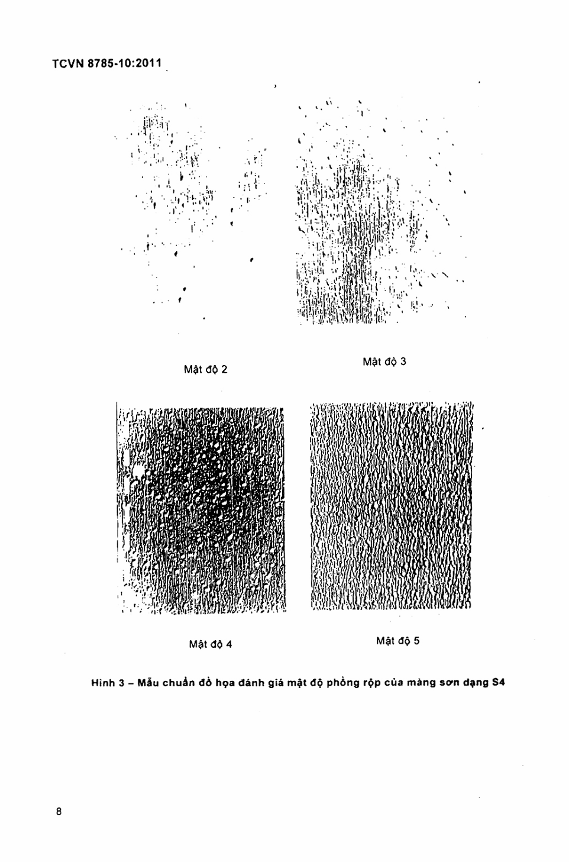 TCVN 8785-10:2011
Mật độ 2
Mật độ 3
Mật độ 4
Mật độ 5
Hình 3 – Mẫu chuẩn đồ họa đánh giá mật độ phồng rộp của màng sơn dạng S4
8